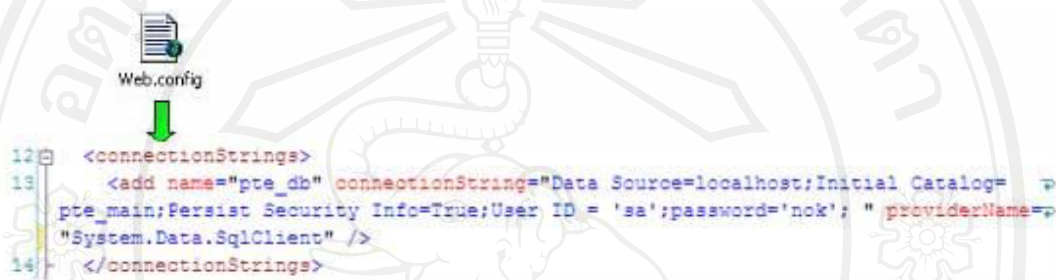 Web.config
12 <connectionStrings>
13 <add name="pte_db" connectionString="Data Source=localhost;Initial Catalog=
pte_main;Persist Security Info=True;User ID = 'sa';password='nok'; " providerName=
"System.Data.SqlClient" />
14 </connectionStrings>